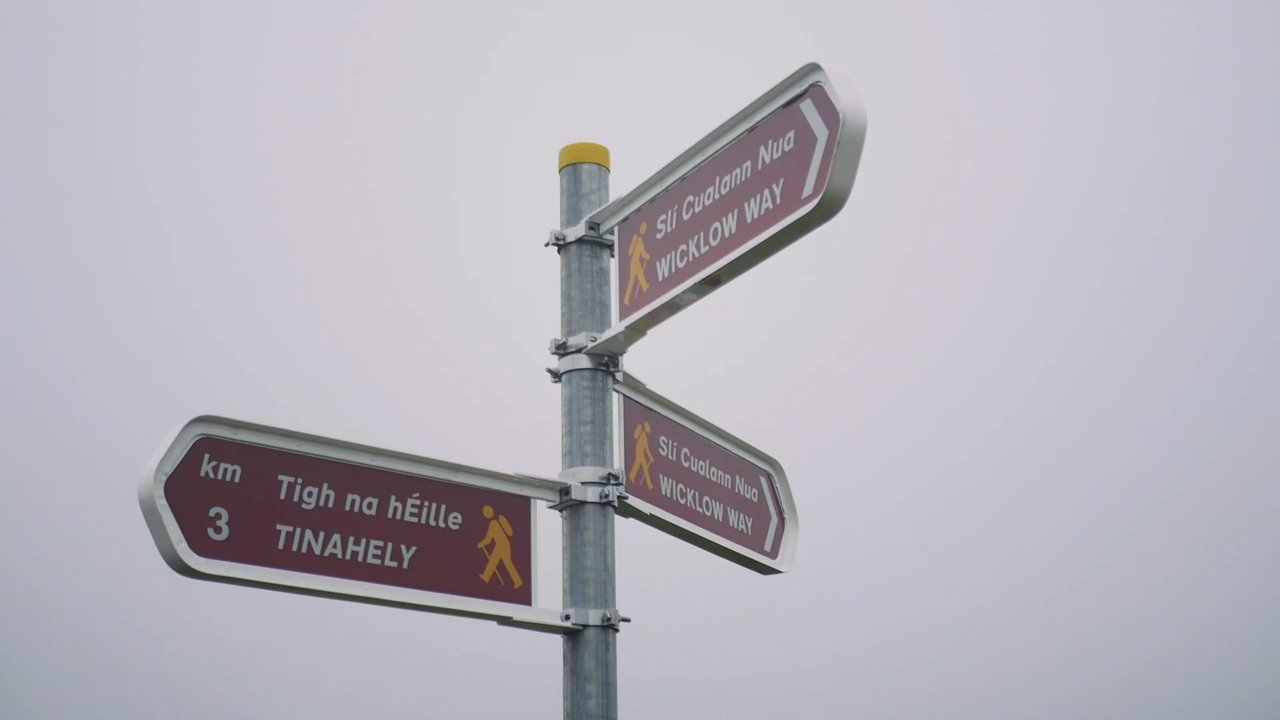 Slí Cualann Nua
WICKLOW WAY
Slí Cualann Nua
WICKLOW WAY
km
3
Tigh na hÉille
TINAHELY